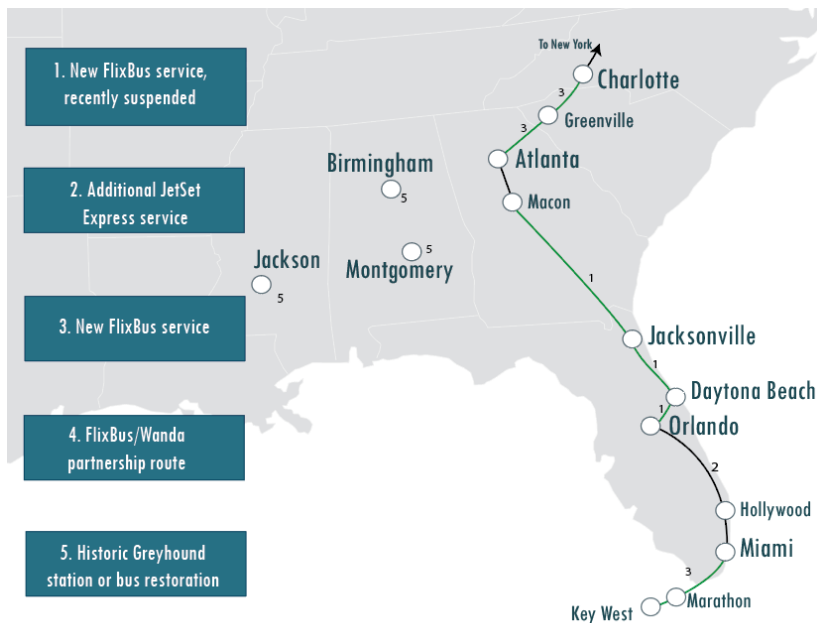 1. New FlixBus service,
recently suspended
2. Additional JetSet
Express service
3. New FlixBus service
4. FlixBus/Wanda
partnership route
5. Historic Greyhound
station or bus restoration
To New York
Charlotte
3
Greenville
3
Atlanta
Birmingham
5
Macon
5
Montgomery
Jackson
5
1
Jacksonville
1
Daytona Beach
1
Orlando
2
Hollywood
Miami
3
Marathon
Key West